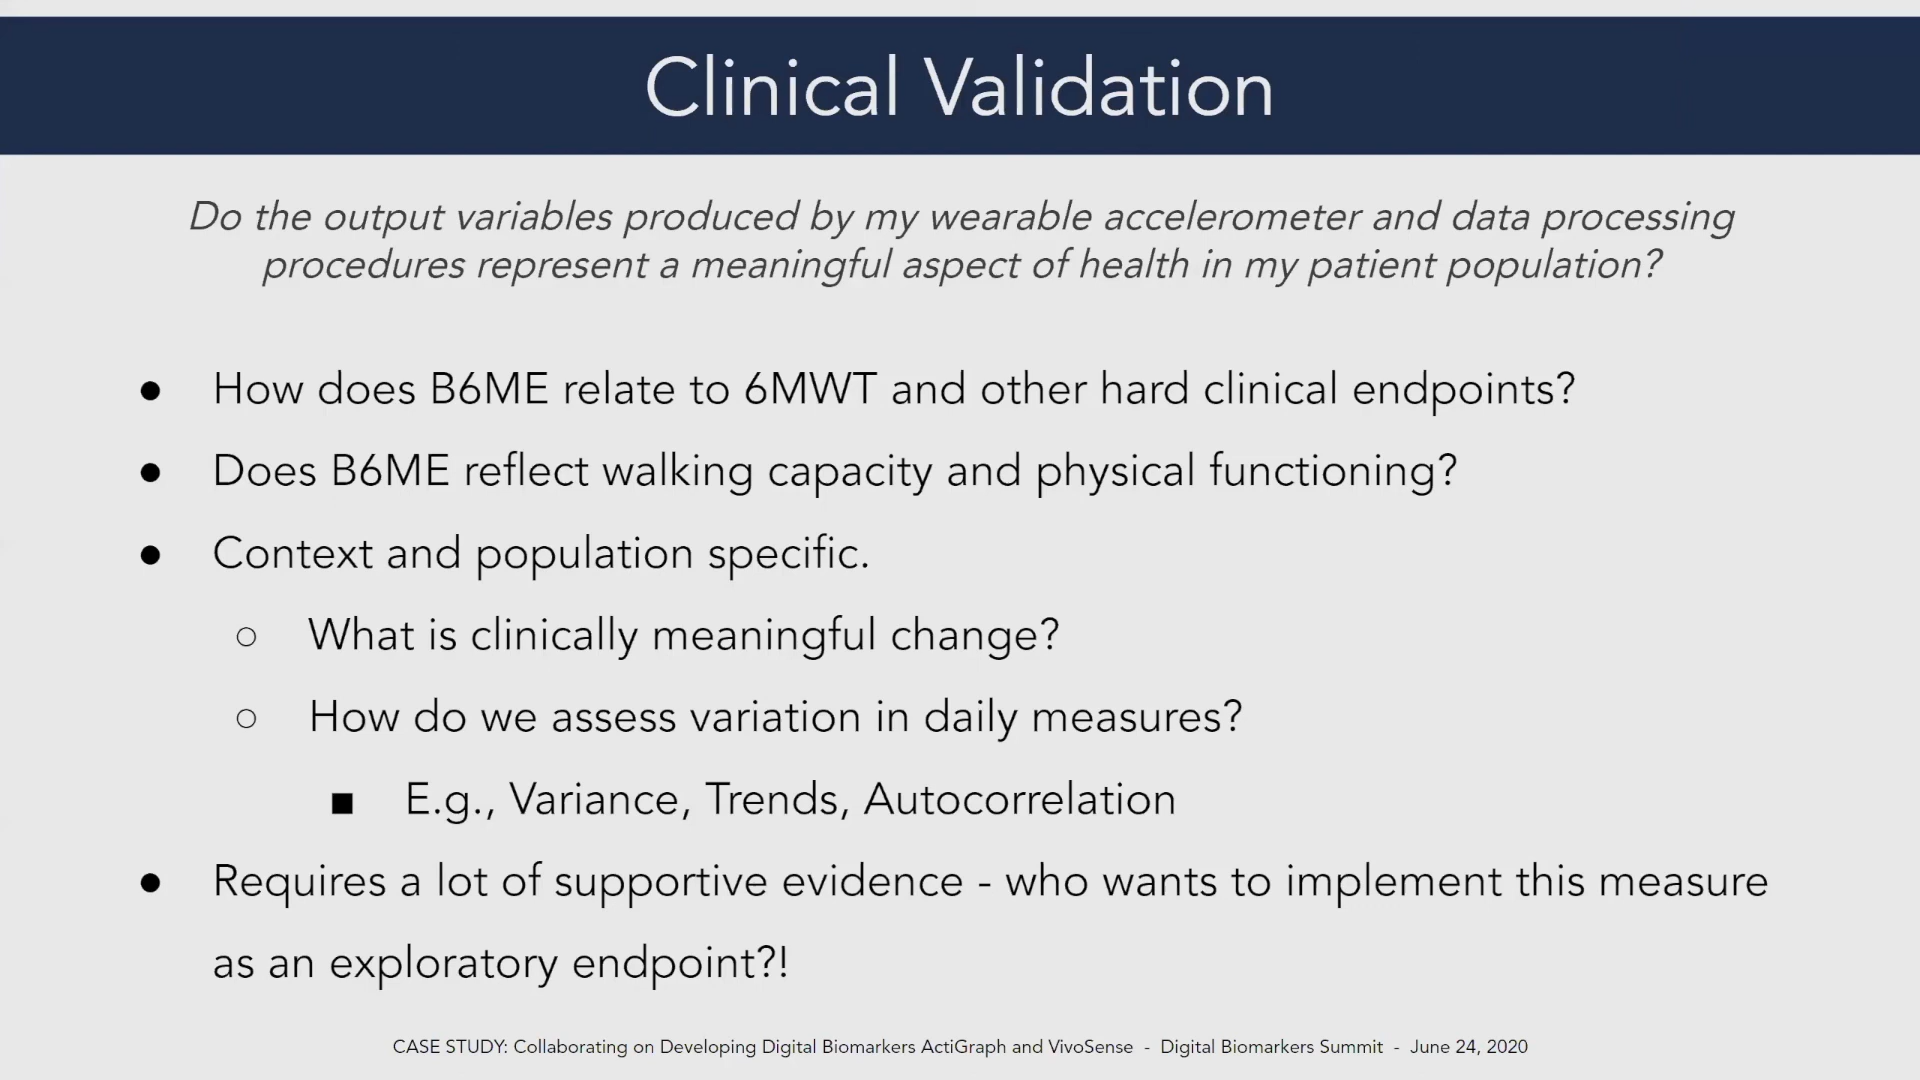 Clinical Validation
Do the output variables produced by my wearable accelerometer and data processing
procedures represent a meaningful aspect of health in my patient population?
● How does B6ME relate to 6MWT and other hard clinical endpoints?
● Does B6ME reflect walking capacity and physical functioning?
● Context and population specific.
○ What is clinically meaningful change?
○ How do we assess variation in daily measures?
■ E.g., Variance, Trends, Autocorrelation
● Requires a lot of supportive evidence - who wants to implement this measure
as an exploratory endpoint?!
CASE STUDY: Collaborating on Developing Digital Biomarkers ActiGraph and VivoSense - Digital Biomarkers Summit - June 24, 2020